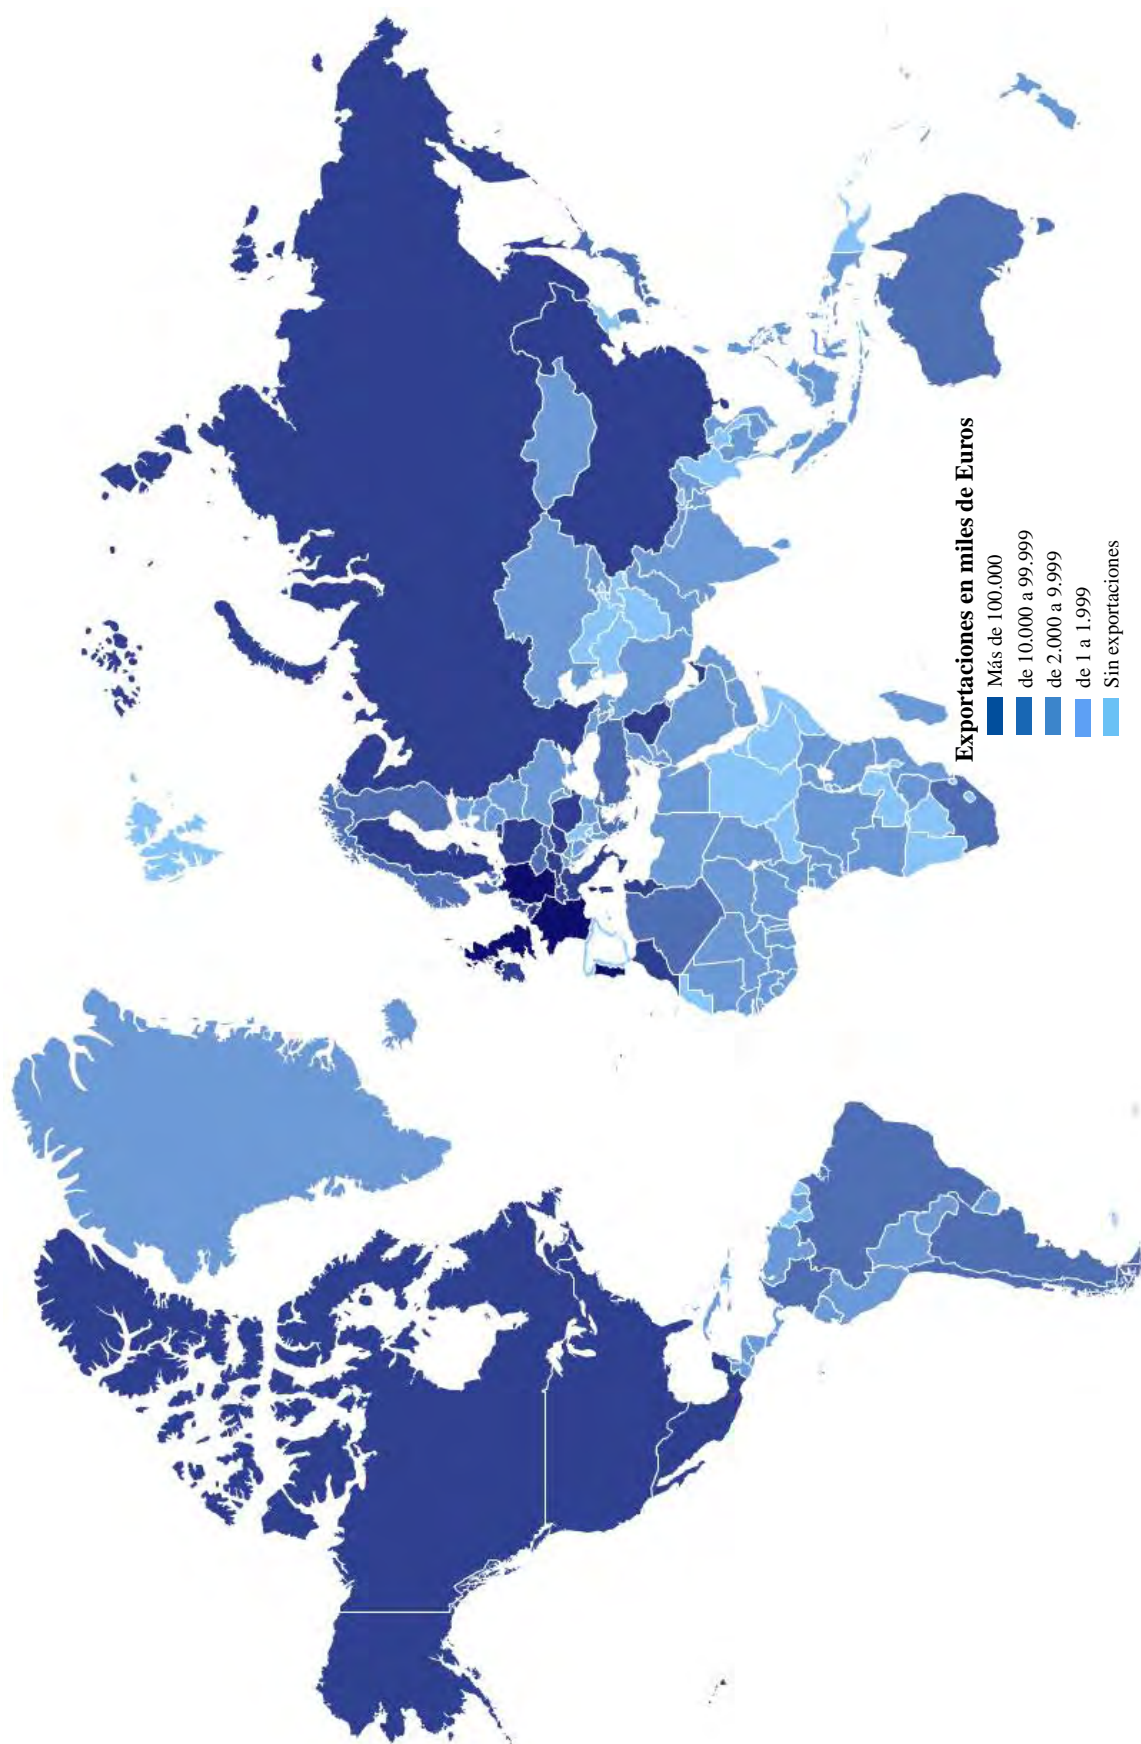 Exportaciones en miles de Euros
Más de 100.000
de 10.000 a 99.999
de 2.000 a 9.999
de 1 a 1.999
Sin exportaciones